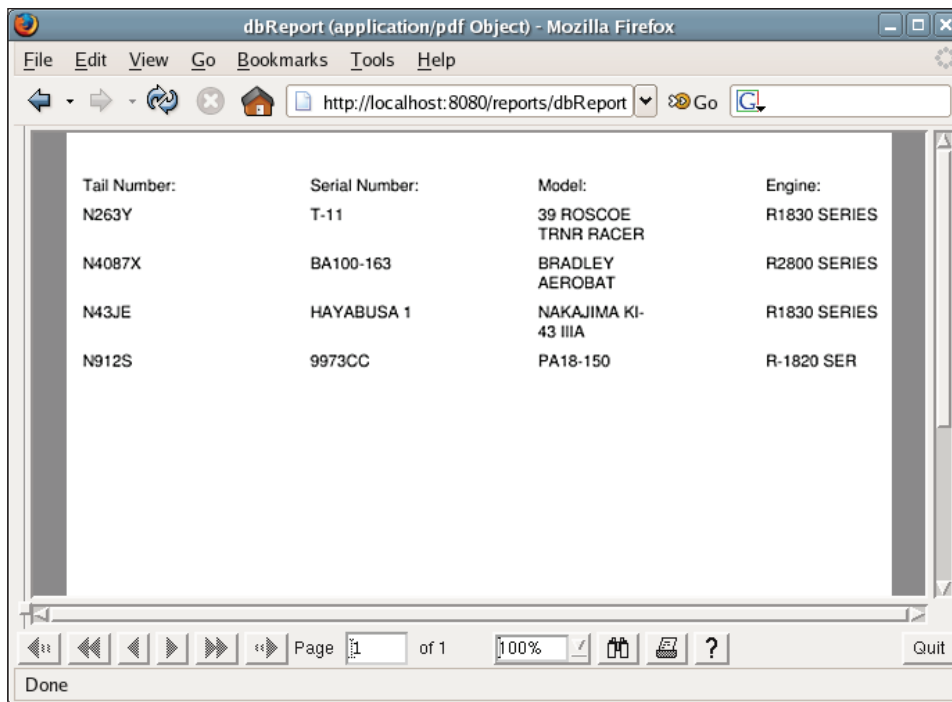 dbReport (application/pdf Object) - Mozilla Firefox
File Edit View Go Bookmarks Tools Help
http://localhost:8080/reports/dbReport Go G
Tail Number: Serial Number: Model: Engine:
N263Y T-11 39 ROSCOE R1830 SERIES
TRNR RACER
N4087X BA100-163 BRADLEY R2800 SERIES
AEROBAT
N43JE HAYABUSA 1 NAKAJIMA KI- R1830 SERIES
43 IIIA
N912S 9973CC PA18-150 R-1820 SER
Page 1 of 1 100% ? Quit
Done